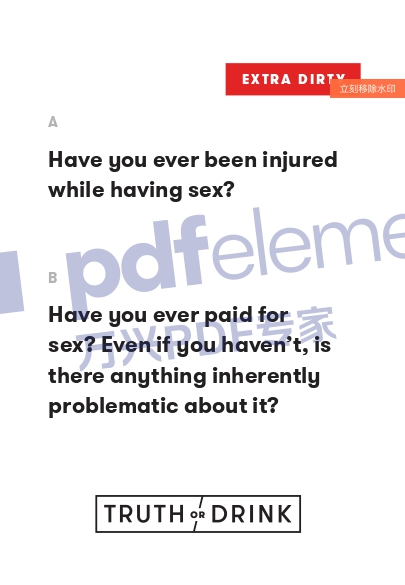 EXTRA DIRTY
立刻移除水印
A
Have you ever been injured
while having sex?
pdfeleme
B
Have you ever paid for
sex? Even if you haven't, is
there anything inherently
problematic about it?
万兴PDF专家
TRUTH OR DRINK